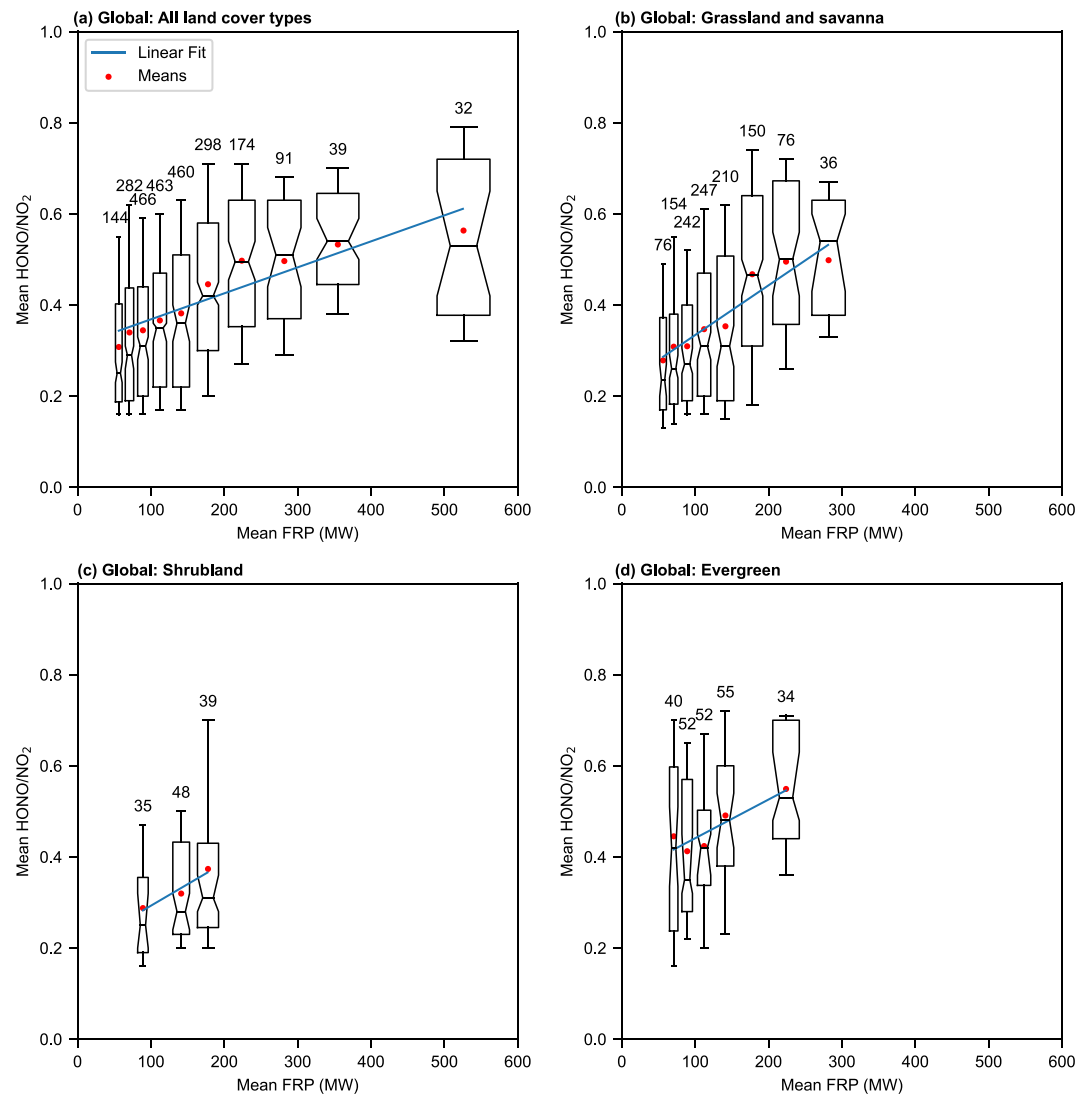 (a) Global: All land cover types
1.0
0.8
0.6
0.4
0.2
0.0
Mean HONO/NO₂
Linear Fit
Means
144
282
466
463
460
298
174
91
39
32
0 100 200 300 400 500 600
Mean FRP (MW)
(b) Global: Grassland and savanna
1.0
0.8
0.6
0.4
0.2
0.0
Mean HONO/NO₂
76
154
242
247
210
150
76
36
0 100 200 300 400 500 600
Mean FRP (MW)
(c) Global: Shrubland
1.0
0.8
0.6
0.4
0.2
0.0
Mean HONO/NO₂
35
48
39
0 100 200 300 400 500 600
Mean FRP (MW)
(d) Global: Evergreen
1.0
0.8
0.6
0.4
0.2
0.0
Mean HONO/NO₂
40
52
52
55
34
0 100 200 300 400 500 600
Mean FRP (MW)